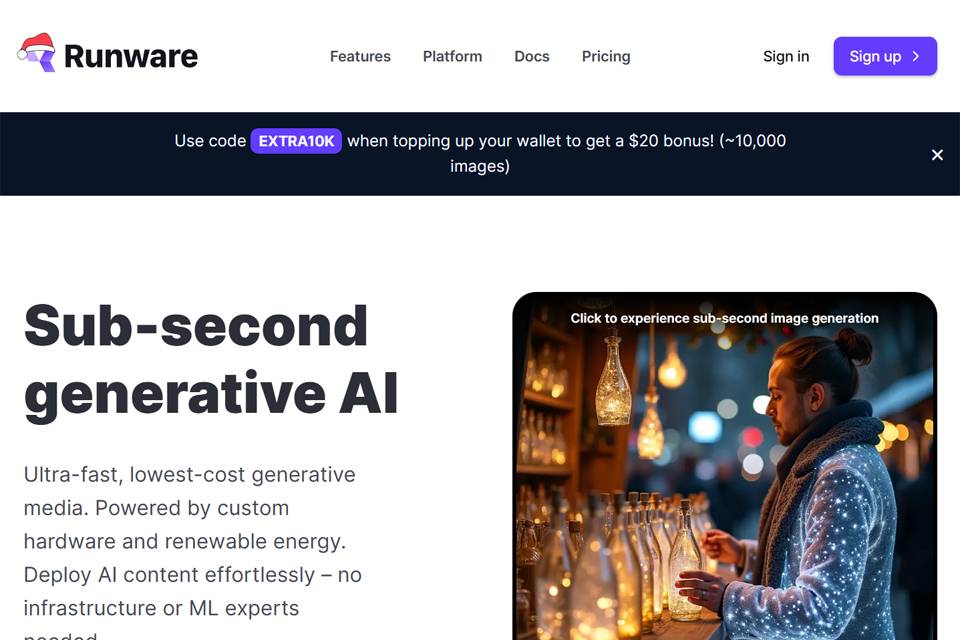 Runware
Features
Platform
Docs
Pricing
Sign in
Sign up
Use code EXTRA10K when topping up your wallet to get a $20 bonus! (~10,000
images)
Sub-second
generative AI
Ultra-fast, lowest-cost generative
media. Powered by custom
hardware and renewable energy.
Deploy AI content effortlessly – no
infrastructure or ML experts
needed.
Click to experience sub-second image generation